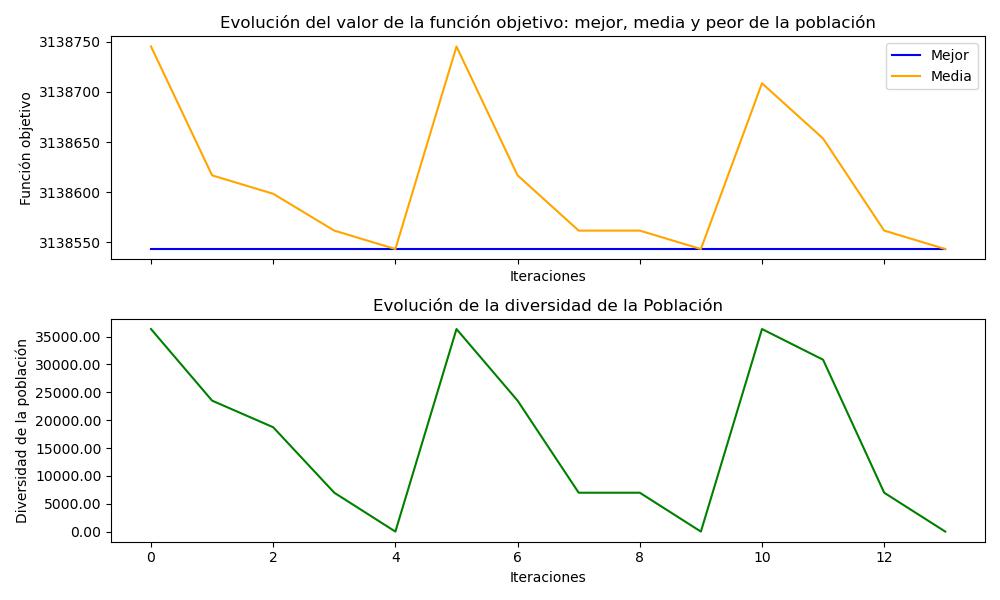 Evolución del valor de la función objetivo: mejor, media y peor de la población
3138750
3138700
3138650
3138600
3138550
Función objetivo
Mejor
Media
Iteraciones
Evolución de la diversidad de la Población
35000.00
30000.00
25000.00
20000.00
15000.00
10000.00
5000.00
0.00
Diversidad de la población
0 2 4 6 8 10 12
Iteraciones